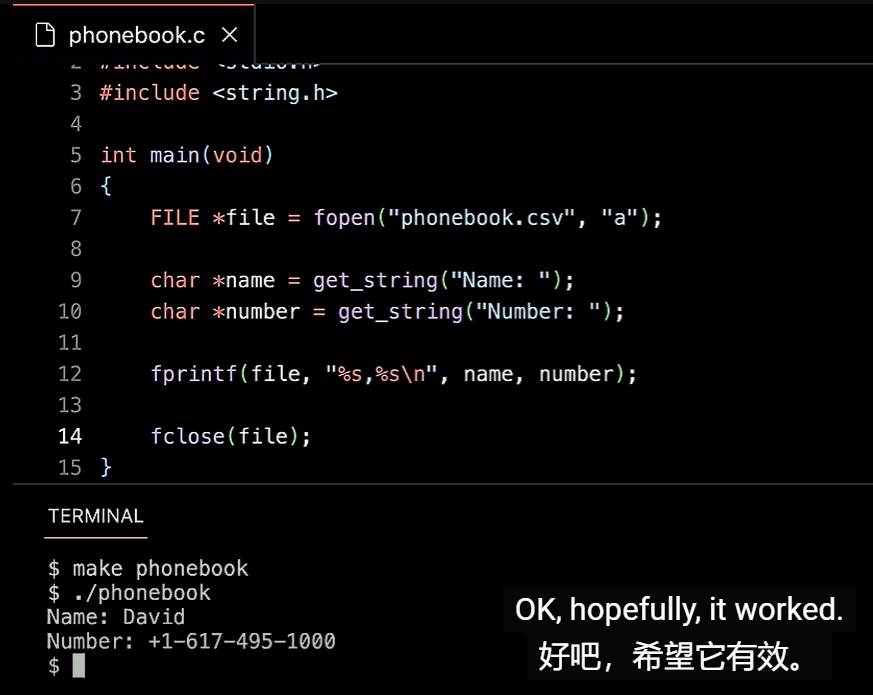 phonebook.c ×
2 #include <stdio.h>
3 #include <string.h>
4
5 int main(void)
6 {
7     FILE *file = fopen("phonebook.csv", "a");
8
9     char *name = get_string("Name: ");
10     char *number = get_string("Number: ");
11
12     fprintf(file, "%s,%s\n", name, number);
13
14     fclose(file);
15 }
TERMINAL
$ make phonebook
$ ./phonebook
Name: David
Number: +1-617-495-1000
$
OK, hopefully, it worked.
好吧，希望它有效。